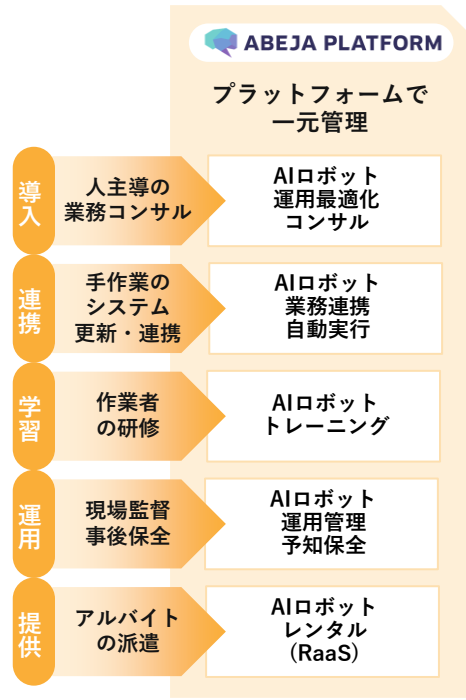 ABEJA PLATFORM
プラットフォームで
一元管理
導入
人主導の
業務コンサル
AIロボット
運用最適化
コンサル
連携
手作業の
システム
更新・連携
AIロボット
業務連携
自動実行
学習
作業者
の研修
AIロボット
トレーニング
運用
現場監督
事後保全
AIロボット
運用管理
予知保全
提供
アルバイト
の派遣
AIロボット
レンタル
(RaaS)